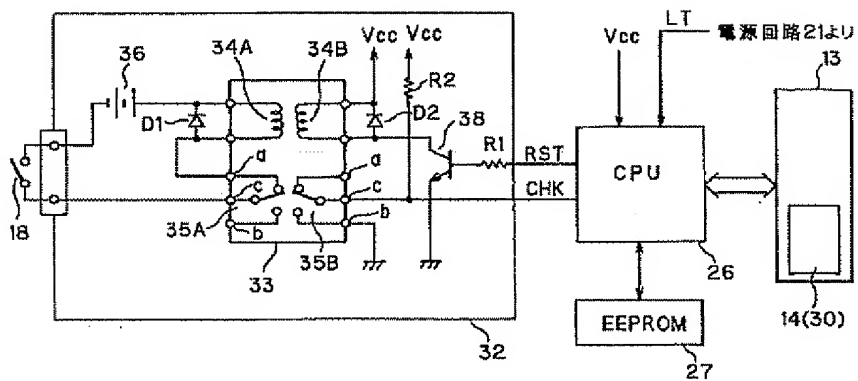 LT
電源回路21より
Vcc
13
34A
34B
Vcc
Vcc
36
R2
D1
D2
38
R1
RST
CPU
a
a
c
c
CHK
18
35A
b
35B
b
33
26
EEPROM
14(30)
32
27